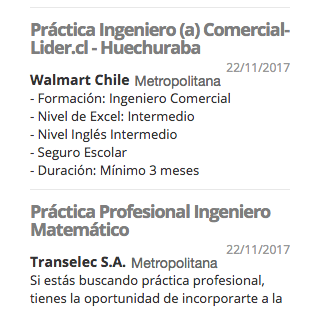 Práctica Ingeniero (a) Comercial-
Lider.cl - Huechuraba
22/11/2017
Walmart Chile Metropolitana
- Formación: Ingeniero Comercial
- Nivel de Excel: Intermedio
- Nivel Inglés Intermedio
- Seguro Escolar
- Duración: Mínimo 3 meses
Práctica Profesional Ingeniero
Matemático
22/11/2017
Transelec S.A. Metropolitana
Si estás buscando práctica profesional,
tienes la oportunidad de incorporarte a la